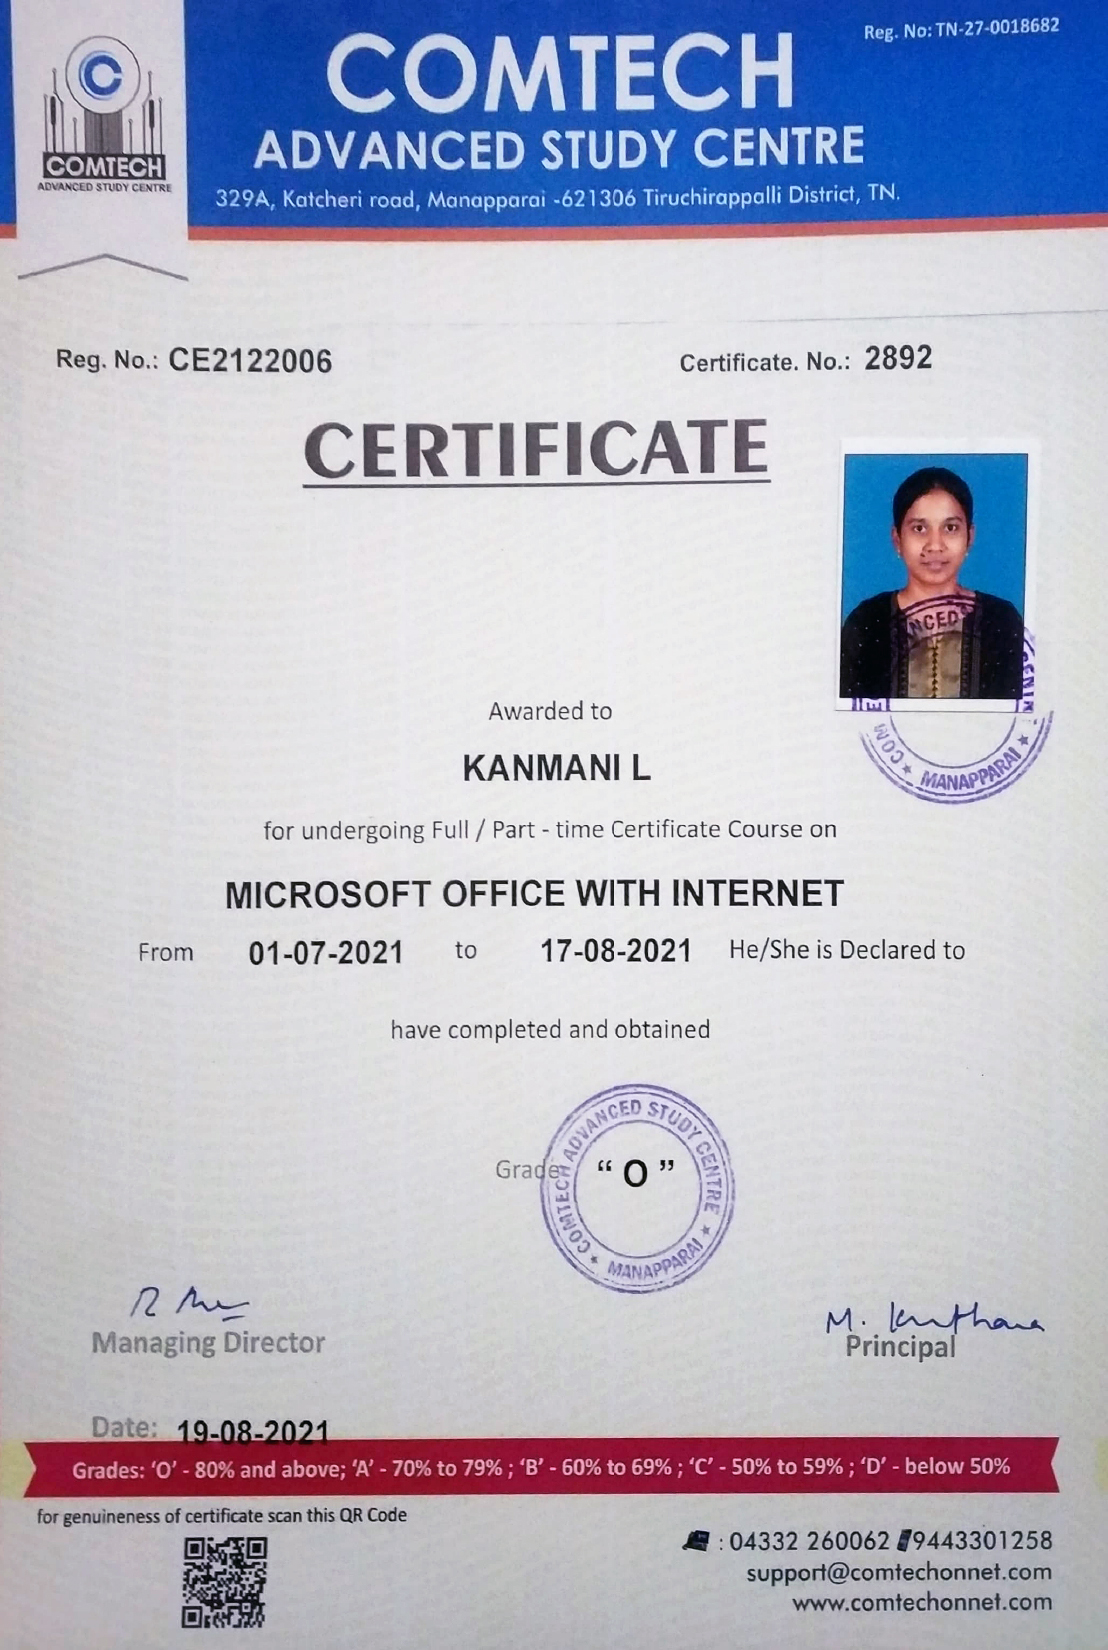 Reg. No: TN-27-0018682
COMTECH
ADVANCED STUDY CENTRE
329A, Katcheri road, Manapparai -621306 Tiruchirappalli District, TN.
C
COMTECH
ADVANCED STUDY CENTRE
Reg. No.: CE2122006
Certificate. No.: 2892
CERTIFICATE
Awarded to
KANMANI L
for undergoing Full / Part - time Certificate Course on
MICROSOFT OFFICE WITH INTERNET
From 01-07-2021 to 17-08-2021 He/She is Declared to
have completed and obtained
Grade “ O ”
COMTECH ADVANCED STUDY CENTRE
★ MANAPPARAI ★
★ MANAPPARAI ★
Managing Director
M.
Principal
Date: 19-08-2021
Grades: ‘O’ - 80% and above; ‘A’ - 70% to 79% ; ‘B’ - 60% to 69% ; ‘C’ - 50% to 59% ; ‘D’ - below 50%
for genuineness of certificate scan this QR Code
: 04332 260062 9443301258
support@comtechonnet.com
www.comtechonnet.com